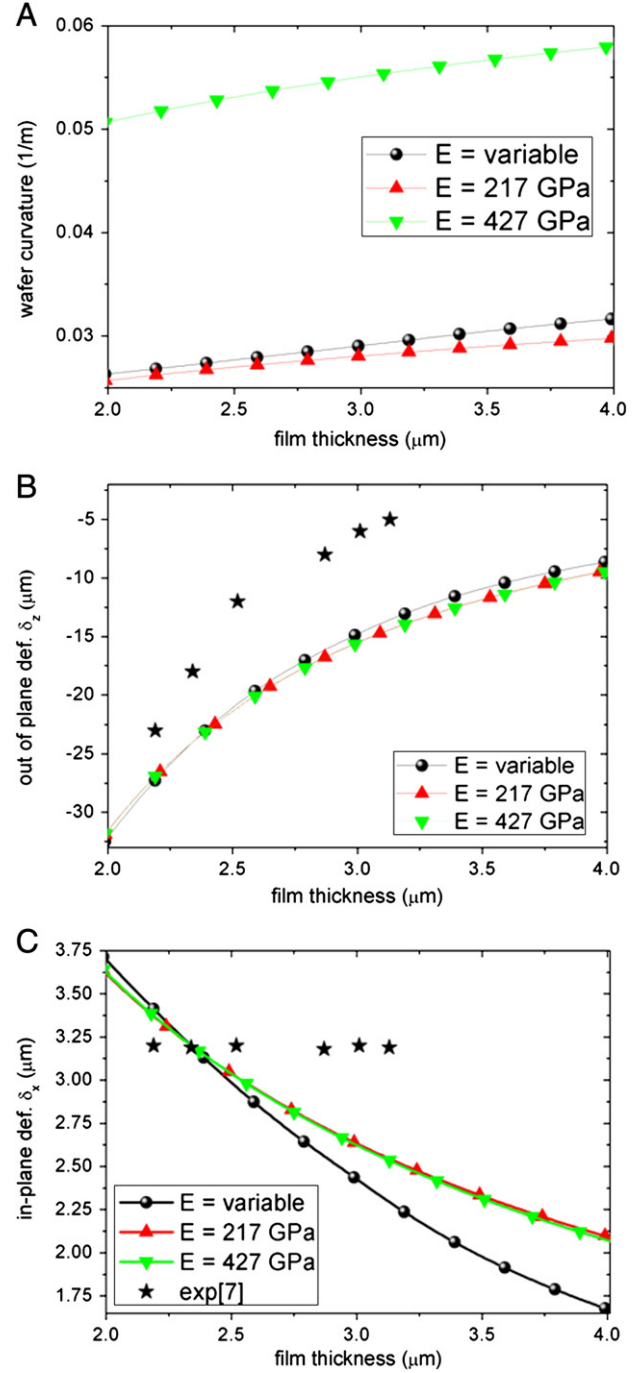 A
0.06
0.05
0.04
0.03
wafer curvature (1/m)
E = variable
E = 217 GPa
E = 427 GPa
2.0 2.5 3.0 3.5 4.0
film thickness (μm)
B
-5
-10
-15
-20
-25
-30
out of plane def. δz (μm)
E = variable
E = 217 GPa
E = 427 GPa
2.0 2.5 3.0 3.5 4.0
film thickness (μm)
C
3.75
3.50
3.25
3.00
2.75
2.50
2.25
2.00
1.75
in-plane def. δx (μm)
E = variable
E = 217 GPa
E = 427 GPa
exp[7]
2.0 2.5 3.0 3.5 4.0
film thickness (μm)